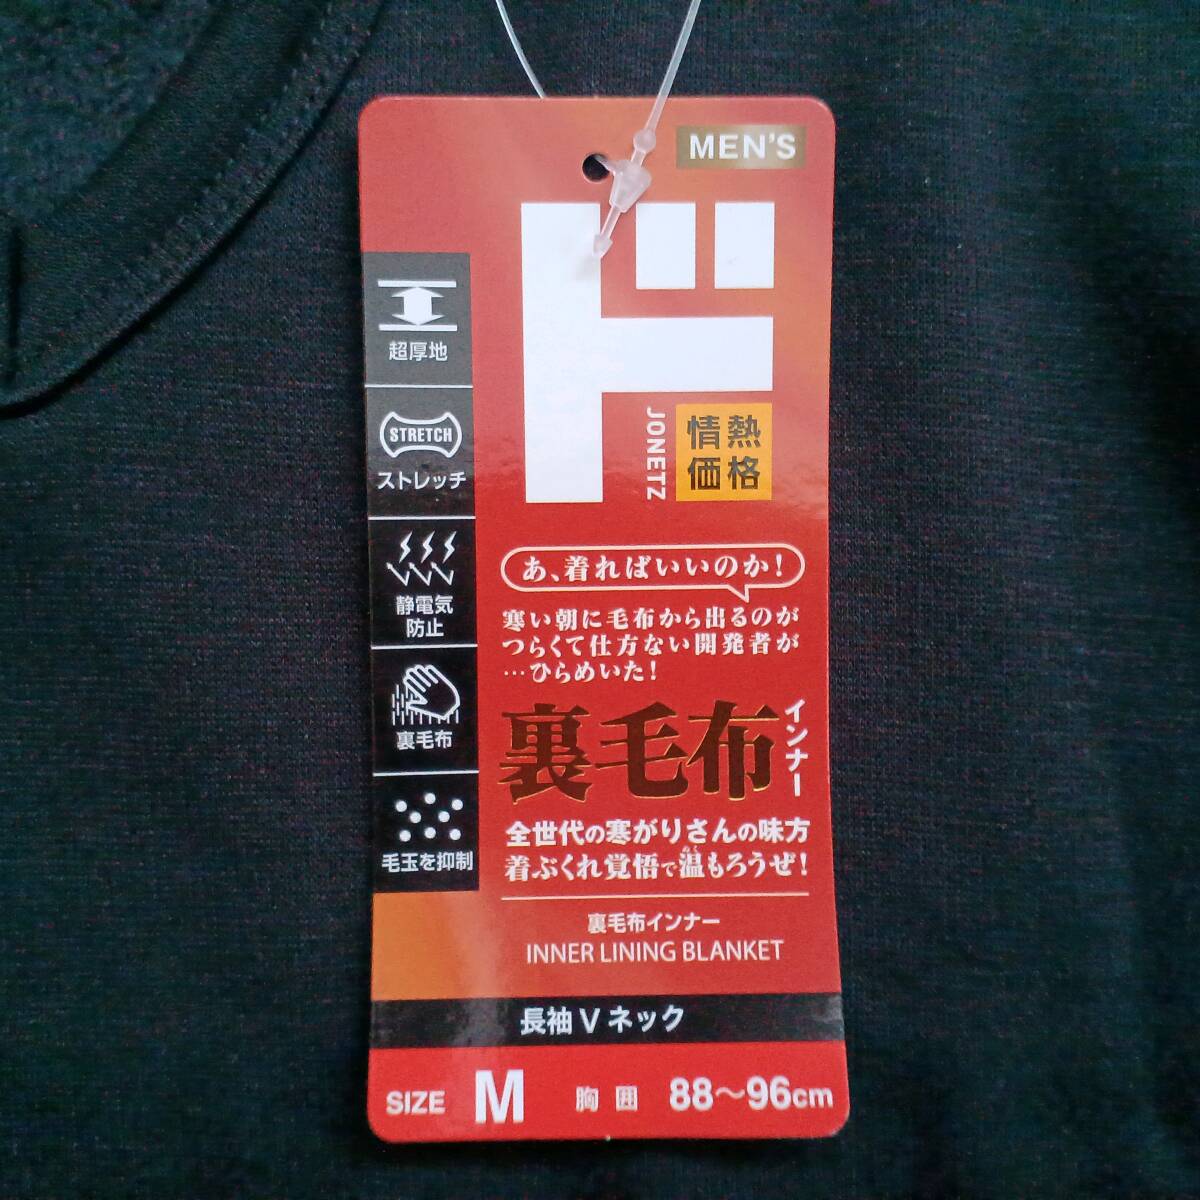 MEN'S
ド
JONETZ
情熱
価格
超厚地
STRETCH
ストレッチ
静電気
防止
裏毛布
毛玉を抑制
あ、着ればいいのか!
寒い朝に毛布から出るのが
つらくて仕方ない開発者が
…ひらめいた!
裏毛布
インナー
全世代の寒がりさんの味方
着ぶくれ覚悟で温もろうぜ!
ぬく
裏毛布インナー
INNER LINING BLANKET
長袖Vネック
SIZE M 胸囲 88〜96cm